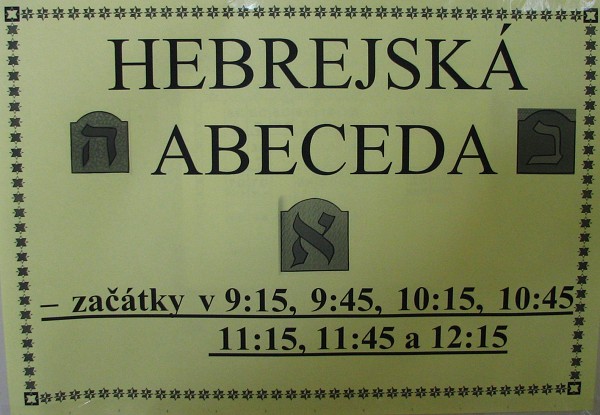 HEBREJSKÁ
ה ABECEDA כ
א
– začátky v 9:15, 9:45, 10:15, 10:45
11:15, 11:45 a 12:15